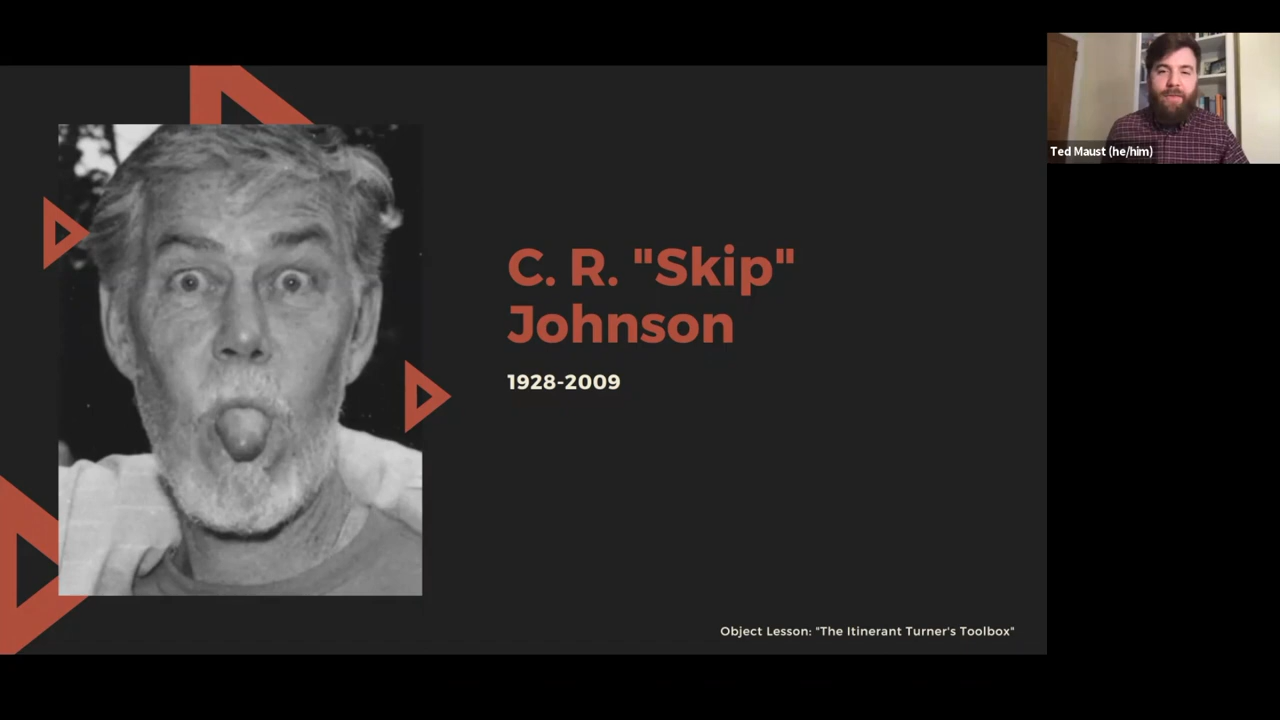 C. R. "Skip"
Johnson
1928-2009
Object Lesson: "The Itinerant Turner's Toolbox"
Ted Maust (he/him)